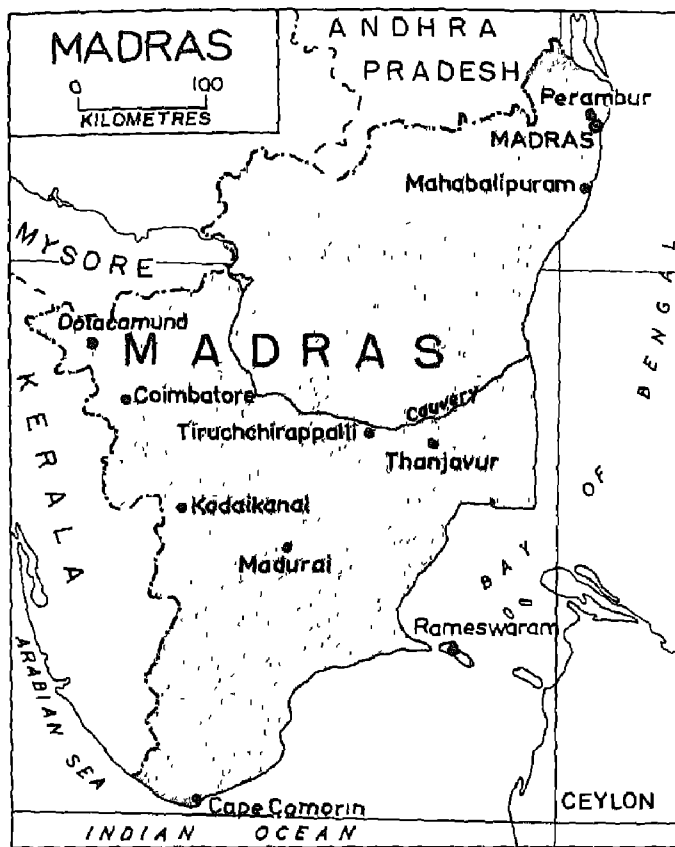 MADRAS
0 100
KILOMETRES
ANDHRA
PRADESH
Perambur
MADRAS
Mahabalipuram
MYSORE
BENGAL
Ootacamund
MADRAS
KERALA
Coimbatore
Cauvery
Tiruchchirappalli
Thanjavur
OF
Kodaikanal
BAY
Madurai
Rameswaram
ARABIAN SEA
Cape Comorin
CEYLON
INDIAN OCEAN